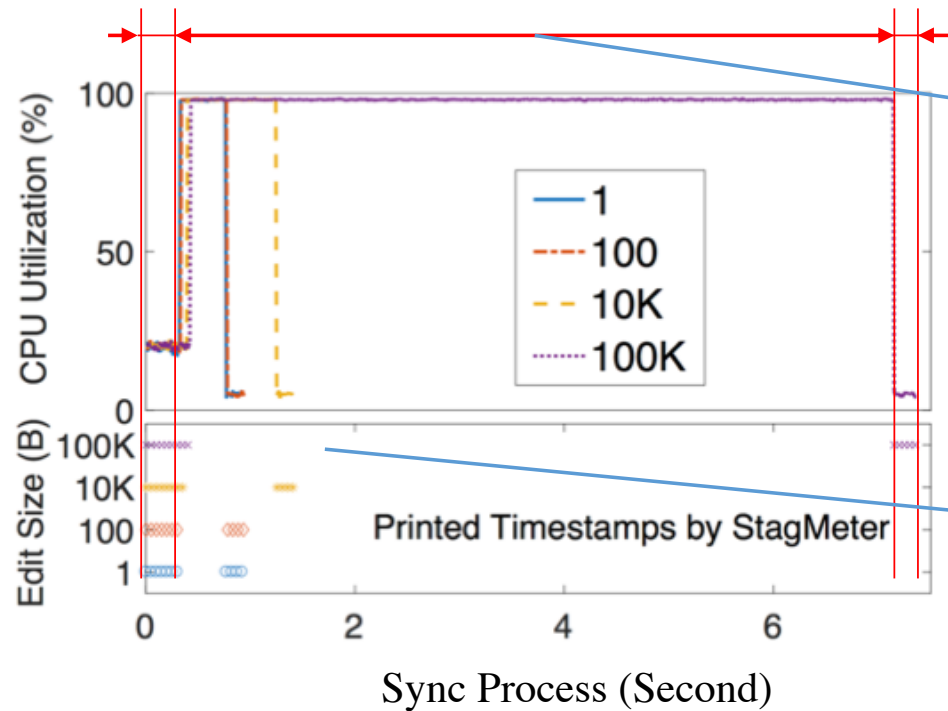 CPU Utilization (%)
100
50
0
1
100
10K
100K
Edit Size (B)
100K
10K
100
1
Printed Timestamps by StagMeter
0 2 4 6
Sync Process (Second)